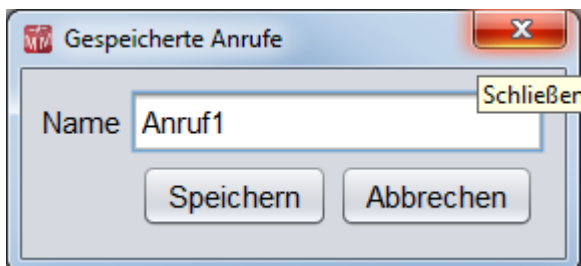 Gespeicherte Anrufe
Schließen
Name Anruf1
Speichern Abbrechen